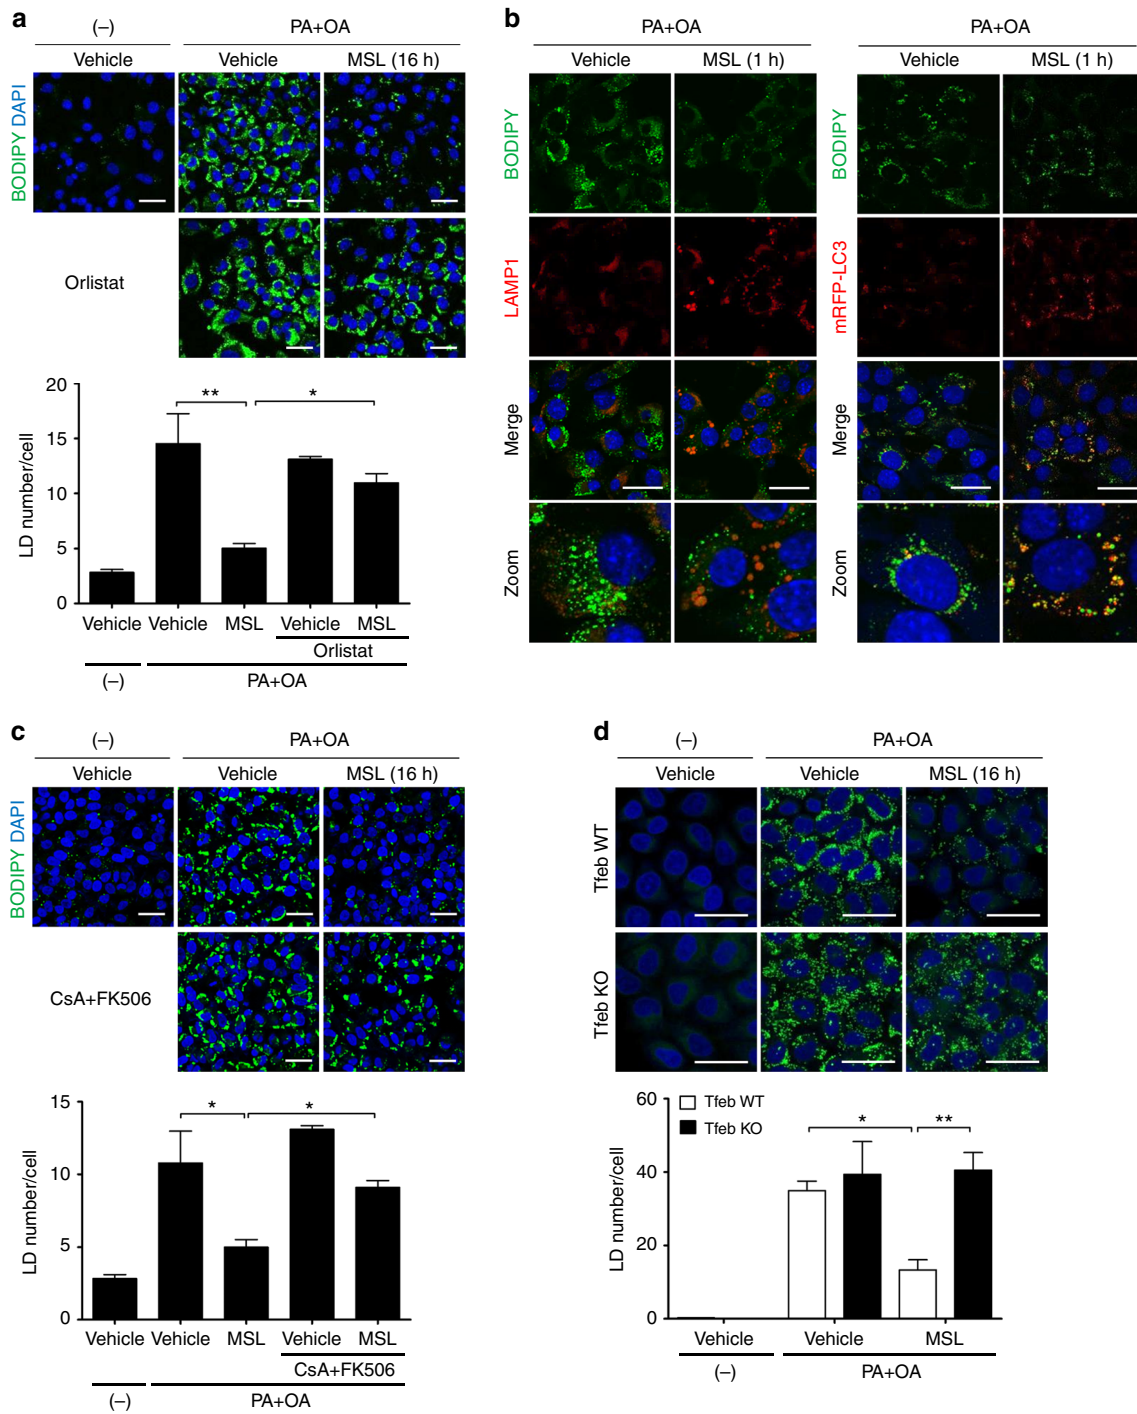 a
(–)
PA+OA
Vehicle
Vehicle
MSL (16 h)
BODIPY DAPI
Orlistat
20
15
10
5
0
LD number/cell
**
*
Vehicle
Vehicle
MSL
Vehicle
MSL
Orlistat
(–)
PA+OA
b
PA+OA
PA+OA
Vehicle
MSL (1 h)
Vehicle
MSL (1 h)
BODIPY
BODIPY
LAMP1
mRFP-LC3
Merge
Merge
Zoom
Zoom
c
(–)
PA+OA
Vehicle
Vehicle
MSL (16 h)
BODIPY DAPI
CsA+FK506
15
10
5
0
LD number/cell
*
*
Vehicle
Vehicle
MSL
Vehicle
MSL
CsA+FK506
(–)
PA+OA
d
(–)
PA+OA
Vehicle
Vehicle
MSL (16 h)
Tfeb WT
Tfeb KO
60
40
20
0
LD number/cell
Tfeb WT
Tfeb KO
*
**
Vehicle
Vehicle
MSL
(–)
PA+OA